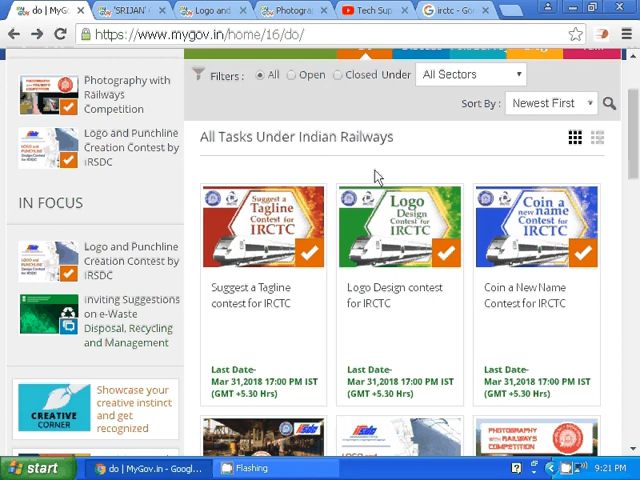 do | MyG
'SRIJAN'
Logo and
Photogra
Tech Sup
irctc - Go
https://www.mygov.in/home/16/do/
Photography with
Railways
Competition
Logo and Punchline
Creation Contest by
IRSDC
IN FOCUS
Logo and Punchline
Creation Contest by
IRSDC
Inviting Suggestions
on e-Waste
Disposal, Recycling
and Management
CREATIVE
CORNER
Showcase your
creative instinct
and get
recognized
Filters :
All
Open
Closed
Under
All Sectors
Sort By :
Newest First
All Tasks Under Indian Railways
Suggest a
Tagline
Contest for
IRCTC
Suggest a Tagline
contest for IRCTC
Last Date-
Mar 31,2018 17:00 PM IST
(GMT +5.30 Hrs)
Logo
Design
Contest for
IRCTC
Logo Design contest
for IRCTC
Last Date-
Mar 31,2018 17:00 PM IST
(GMT +5.30 Hrs)
Coin a
new name
Contest for
IRCTC
Coin a New Name
Contest for IRCTC
Last Date-
Mar 31,2018 17:00 PM IST
(GMT +5.30 Hrs)
PHOTOGRAPHY
WITH RAILWAYS
start
do | MyGov.in - Googl...
Flashing
9:21 PM